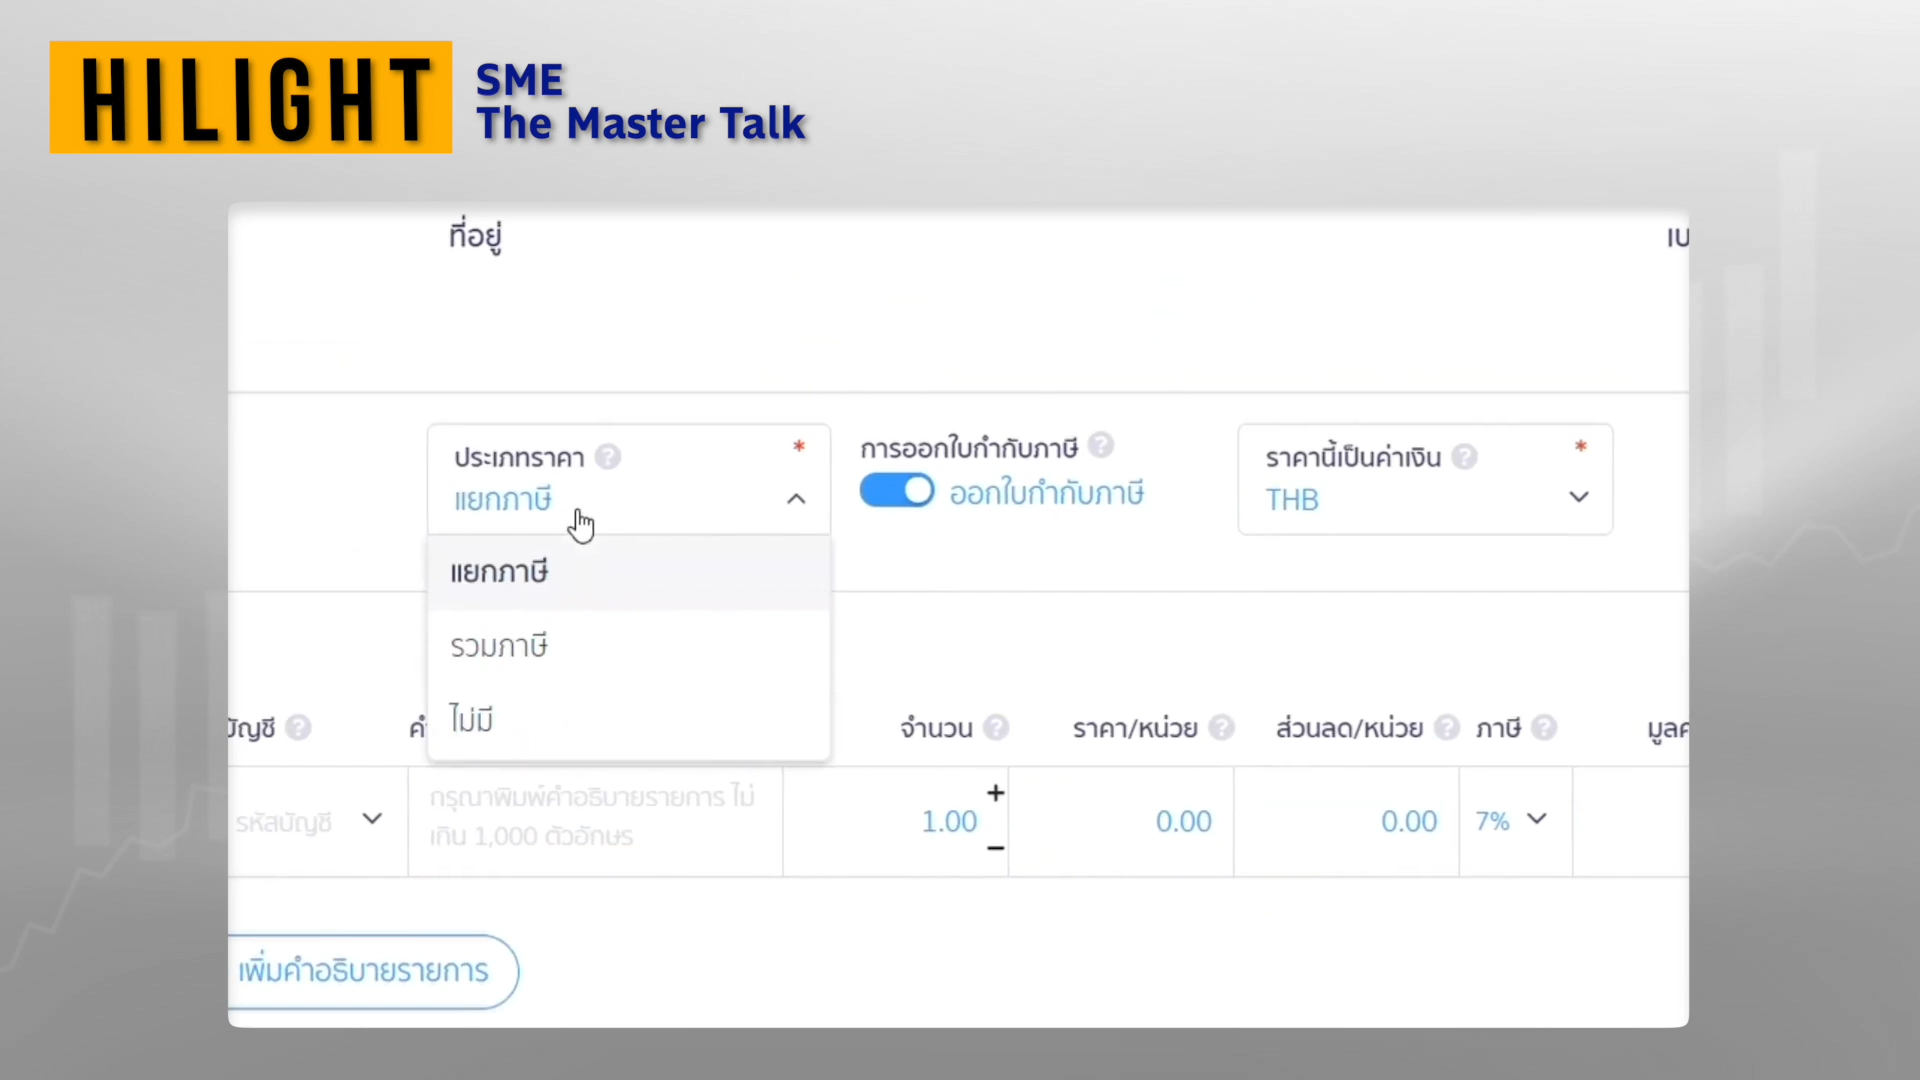 HILIGHT
SME
The Master Talk
ที่อยู่
ประเภทราคา ? *
แยกภาษี
การออกใบกำกับภาษี ?
ออกใบกำกับภาษี
ราคานี้เป็นค่าเงิน ? *
THB
แยกภาษี
รวมภาษี
ไม่มี
บัญชี ? จำนวน ? ราคา/หน่วย ? ส่วนลด/หน่วย ? ภาษี ?
รหัสบัญชี
กรุณาพิมพ์คำอธิบายรายการ ไม่
เกิน 1,000 ตัวอักษร
1.00 + − 0.00 0.00 7%
เพิ่มคำอธิบายรายการ